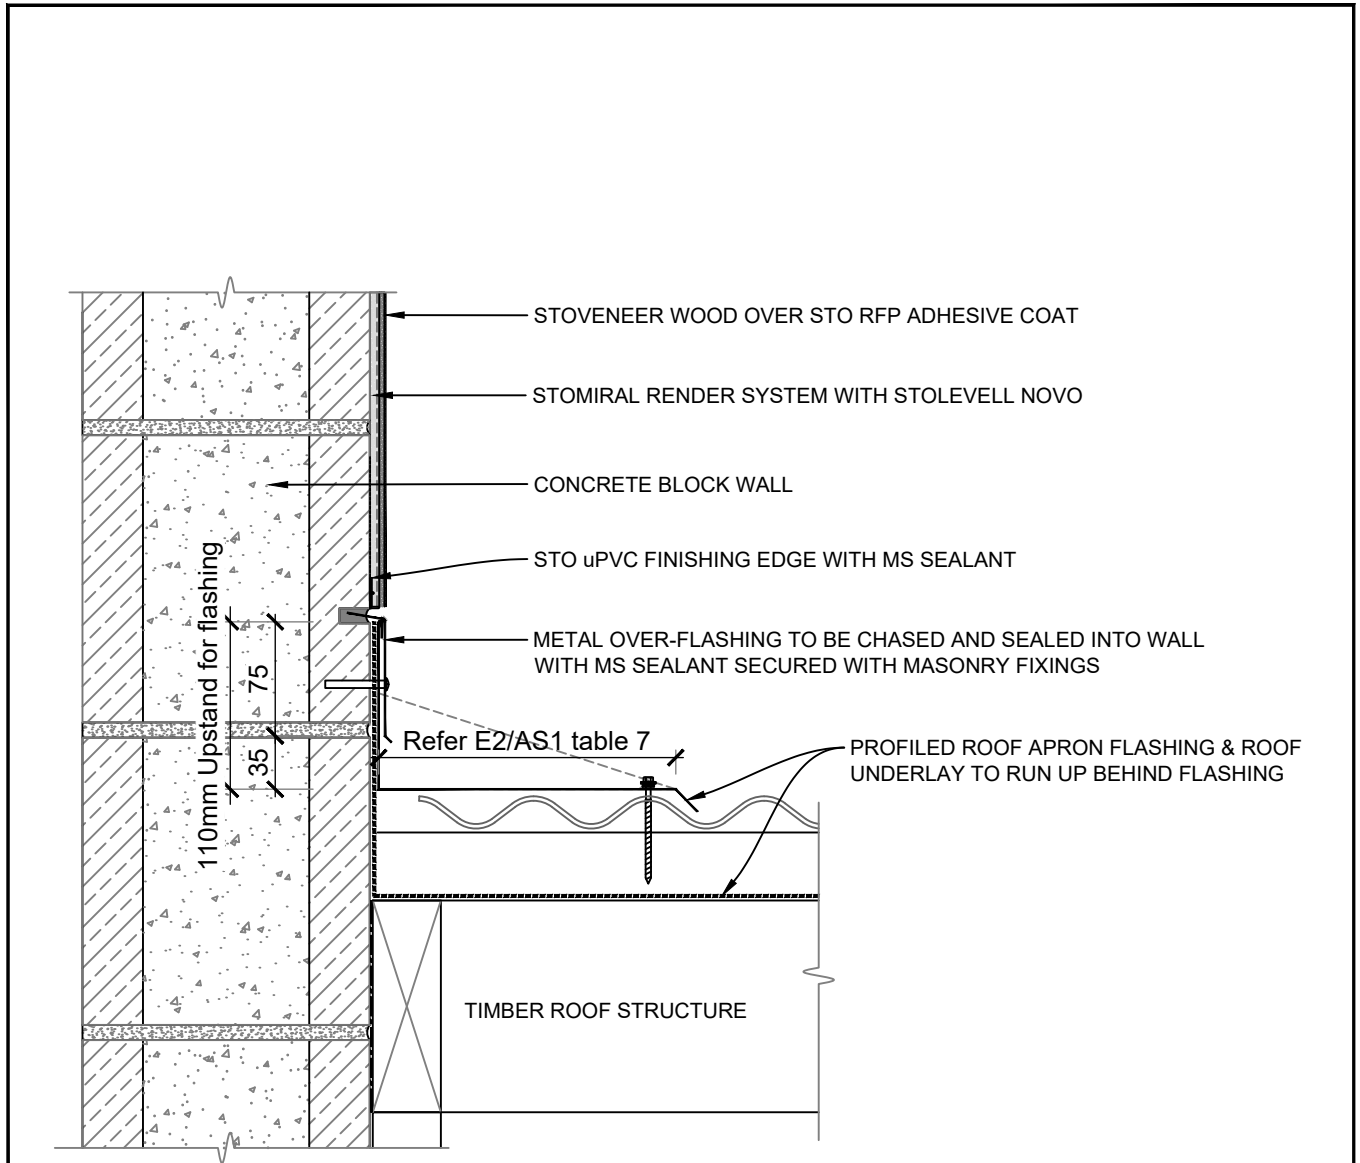 STOVENEER WOOD OVER STO RFP ADHESIVE COAT
STOMIRAL RENDER SYSTEM WITH STOLEVELL NOVO
CONCRETE BLOCK WALL
STO uPVC FINISHING EDGE WITH MS SEALANT
METAL OVER-FLASHING TO BE CHASED AND SEALED INTO WALL
WITH MS SEALANT SECURED WITH MASONRY FIXINGS
110mm Upstand for flashing
75
35
Refer E2/AS1 table 7
PROFILED ROOF APRON FLASHING & ROOF
UNDERLAY TO RUN UP BEHIND FLASHING
TIMBER ROOF STRUCTURE